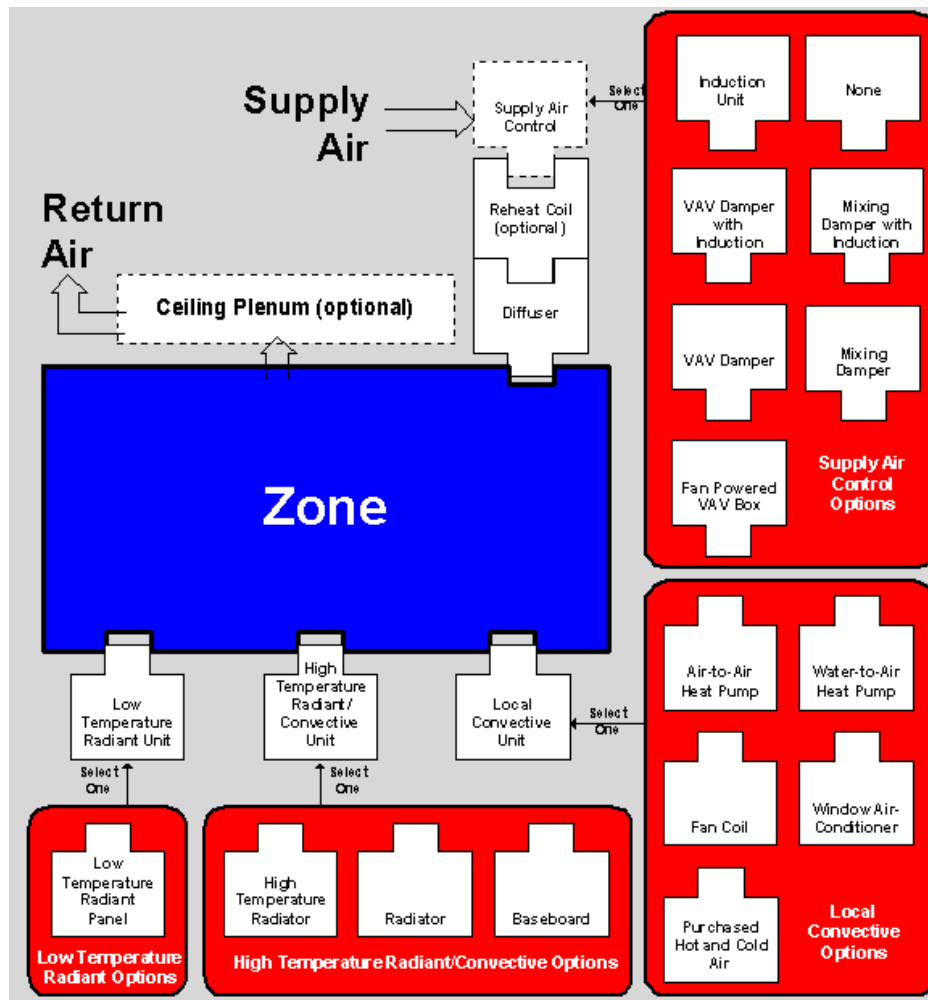 Supply
Air
Supply Air
Control
Select
One
Induction
Unit
None
Return
Air
Reheat Coil
(optional)
VAV Damper
with
Induction
Mixing
Damper with
Induction
Ceiling Plenum (optional)
Diffuser
VAV Damper
Mixing
Damper
Fan Powered
VAV Box
Supply Air
Control
Options
Zone
Low
Temperature
Radiant Unit
High
Temperature
Radiant/
Convective
Unit
Local
Convective
Unit
Select
One
Air-to-Air
Heat Pump
Water-to-Air
Heat Pump
Select
One
Select
One
Fan Coil
Window Air-
Conditioner
Low
Temperature
Radiant
Panel
High
Temperature
Radiator
Radiator
Baseboard
Purchased
Hot and Cold
Air
Local
Convective
Options
Low Temperature
Radiant Options
High Temperature Radiant/Convective Options